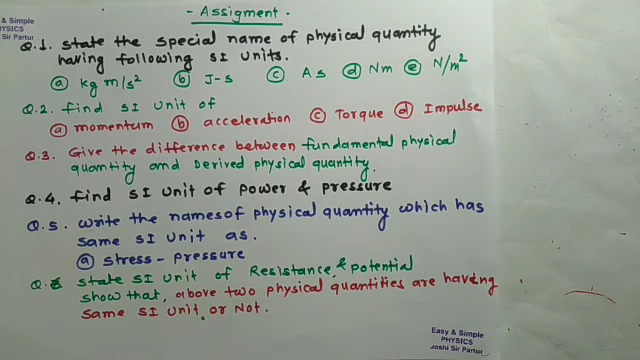 - Assigment -
& Simple
YSICS
Sir Partur
Q.1. State the special name of physical quantity
having following SI units.
ⓐ kg m/s² ⓑ J-s ⓒ As ⓓ Nm ⓔ N/m²
Q.2. find SI unit of
ⓐ momentum ⓑ acceleration ⓒ Torque ⓓ Impulse
Q.3. Give the difference between fundamental physical
quantity and Derived physical quantity.
Q.4. find SI unit of power & pressure
Q.5. write the names of physical quantity which has
same SI unit as.
ⓐ stress - pressure
Q. state SI unit of Resistance & potential
show that, above two physical quantities are having
same SI unit or Not.
Easy & Simple
PHYSICS
Joshi Sir Partur